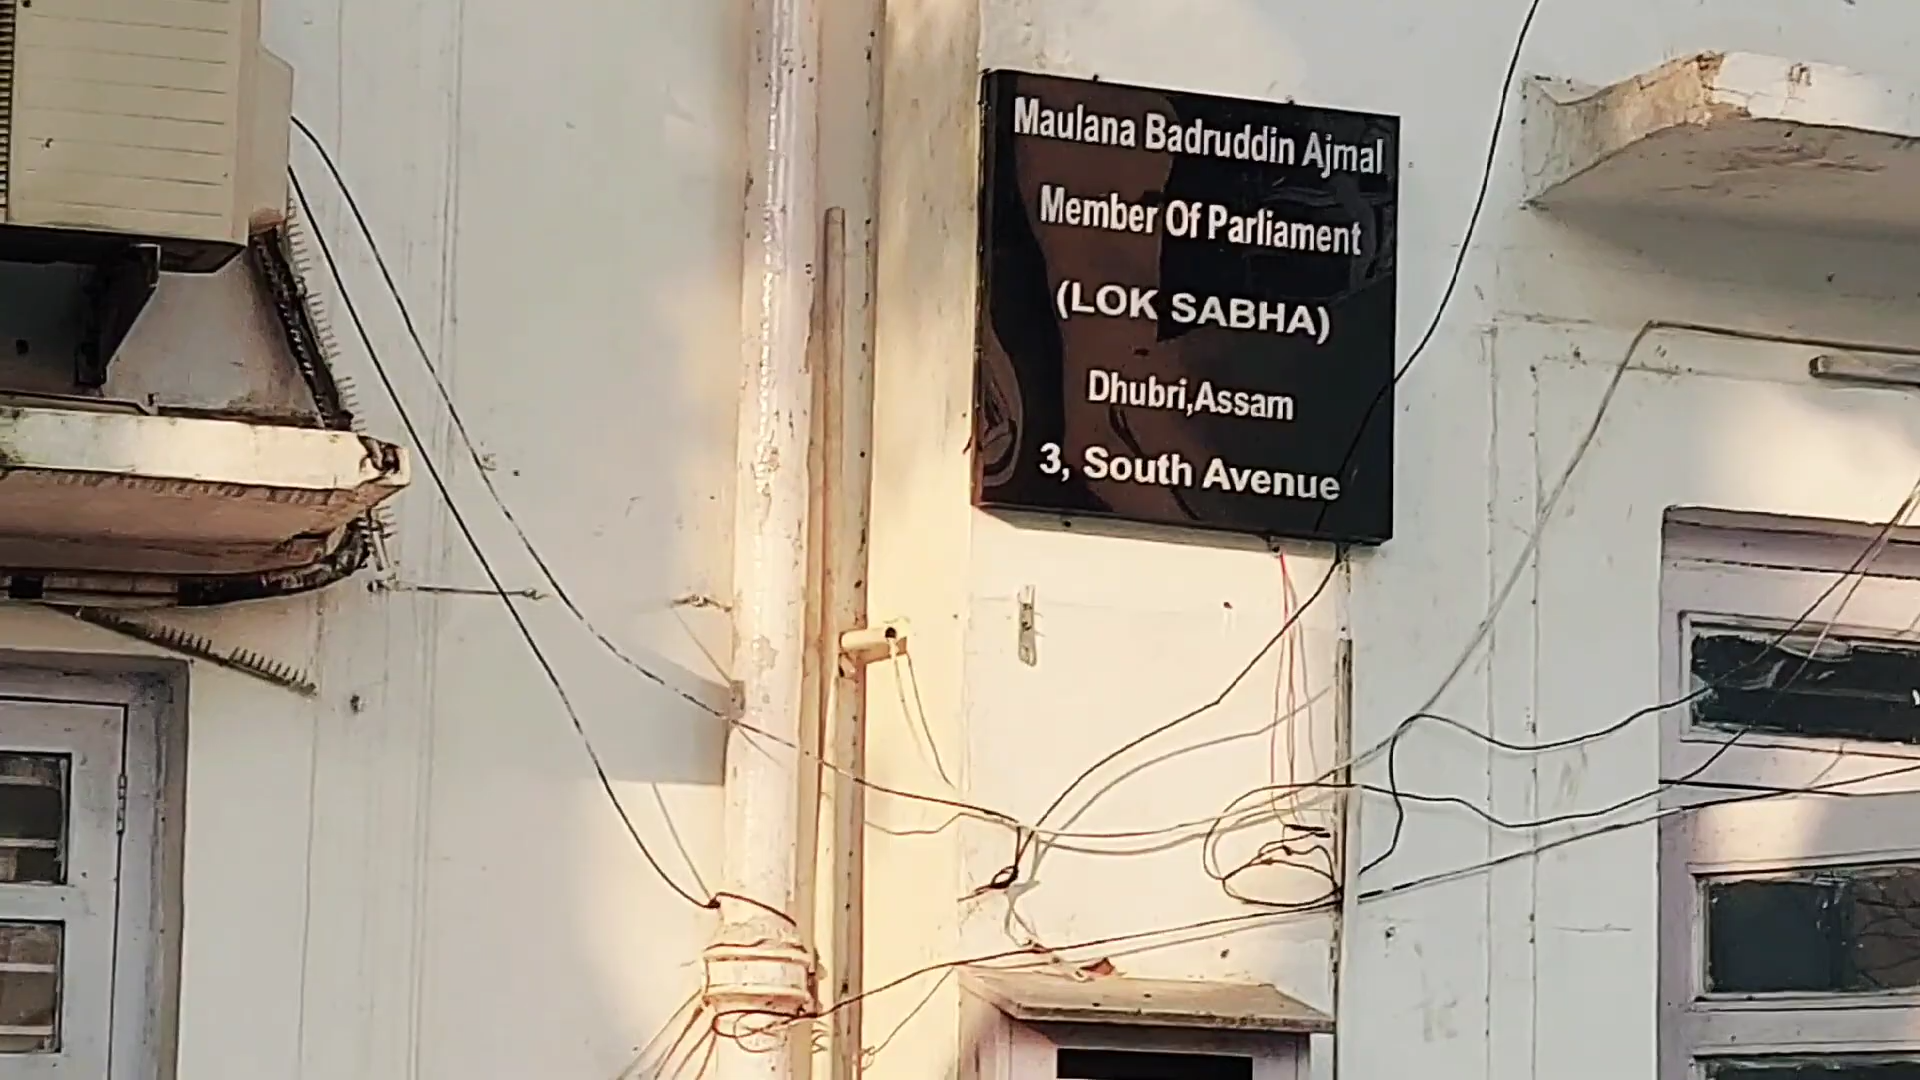 Maulana Badruddin Ajmal
Member Of Parliament
(LOK SABHA)
Dhubri,Assam
3, South Avenue